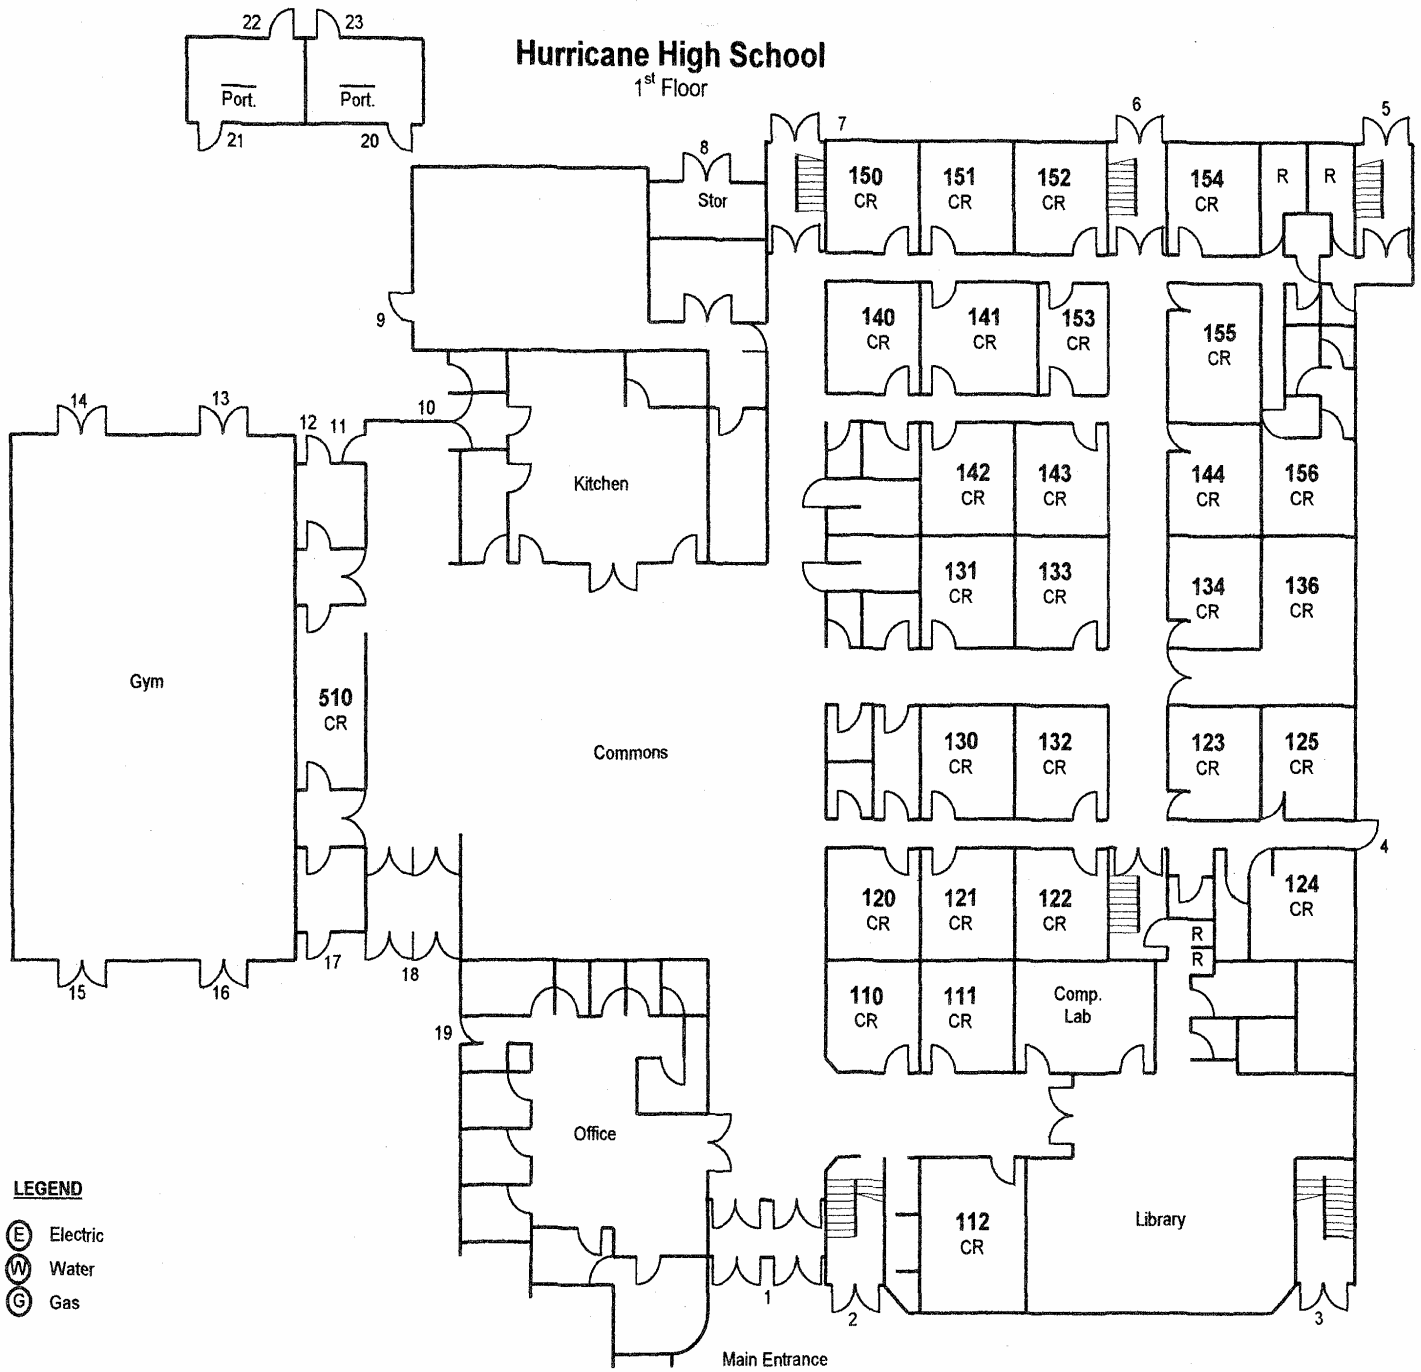 22 23
Hurricane High School
1st Floor
Port. Port.
21 20
7 6 5
8
Stor
150 CR
151 CR
152 CR
154 CR
R R
9
140 CR
141 CR
153 CR
155 CR
14 13 12 11 10
Kitchen
142 CR
143 CR
144 CR
156 CR
131 CR
133 CR
134 CR
136 CR
Gym
510 CR
Commons
130 CR
132 CR
123 CR
125 CR
4
120 CR
121 CR
122 CR
124 CR
R
R
15 16 17 18
110 CR
111 CR
Comp.
Lab
19
Office
LEGEND
E Electric
W Water
G Gas
112 CR
Library
1 2 3
Main Entrance